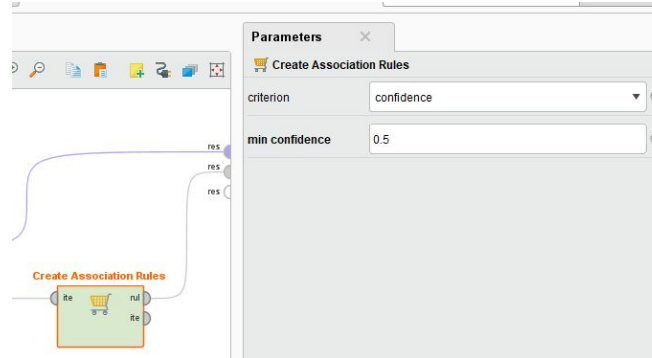 Parameters
Create Association Rules
criterion
confidence
min confidence
0.5
res
res
res
Create Association Rules
ite
rul
ite